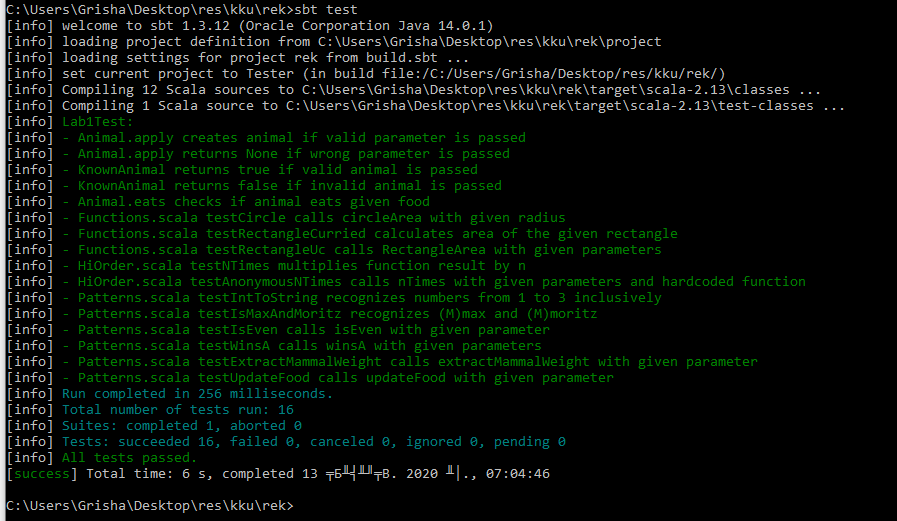 C:\Users\Grisha\Desktop\res\kku\rek>sbt test
[info] welcome to sbt 1.3.12 (Oracle Corporation Java 14.0.1)
[info] loading project definition from C:\Users\Grisha\Desktop\res\kku\rek\project
[info] loading settings for project rek from build.sbt ...
[info] set current project to Tester (in build file:/C:/Users/Grisha/Desktop/res/kku/rek/)
[info] Compiling 12 Scala sources to C:\Users\Grisha\Desktop\res\kku\rek\target\scala-2.13\classes ...
[info] Compiling 1 Scala source to C:\Users\Grisha\Desktop\res\kku\rek\target\scala-2.13\test-classes ...
[info] Lab1Test:
[info] - Animal.apply creates animal if valid parameter is passed
[info] - Animal.apply returns None if wrong parameter is passed
[info] - KnownAnimal returns true if valid animal is passed
[info] - KnownAnimal returns false if invalid animal is passed
[info] - Animal.eats checks if animal eats given food
[info] - Functions.scala testCircle calls circleArea with given radius
[info] - Functions.scala testRectangleCurried calculates area of the given rectangle
[info] - Functions.scala testRectangleUc calls RectangleArea with given parameters
[info] - HiOrder.scala testNTimes multiplies function result by n
[info] - HiOrder.scala testAnonymousNTimes calls nTimes with given parameters and hardcoded function
[info] - Patterns.scala testIntToString recognizes numbers from 1 to 3 inclusively
[info] - Patterns.scala testIsMaxAndMoritz recognizes (M)max and (M)moritz
[info] - Patterns.scala testIsEven calls isEven with given parameter
[info] - Patterns.scala testWinsA calls winsA with given parameters
[info] - Patterns.scala testExtractMammalWeight calls extractMammalWeight with given parameter
[info] - Patterns.scala testUpdateFood calls updateFood with given parameter
[info] Run completed in 256 milliseconds.
[info] Total number of tests run: 16
[info] Suites: completed 1, aborted 0
[info] Tests: succeeded 16, failed 0, canceled 0, ignored 0, pending 0
[info] All tests passed.
[success] Total time: 6 s, completed 13 2020 07:04:46
C:\Users\Grisha\Desktop\res\kku\rek>